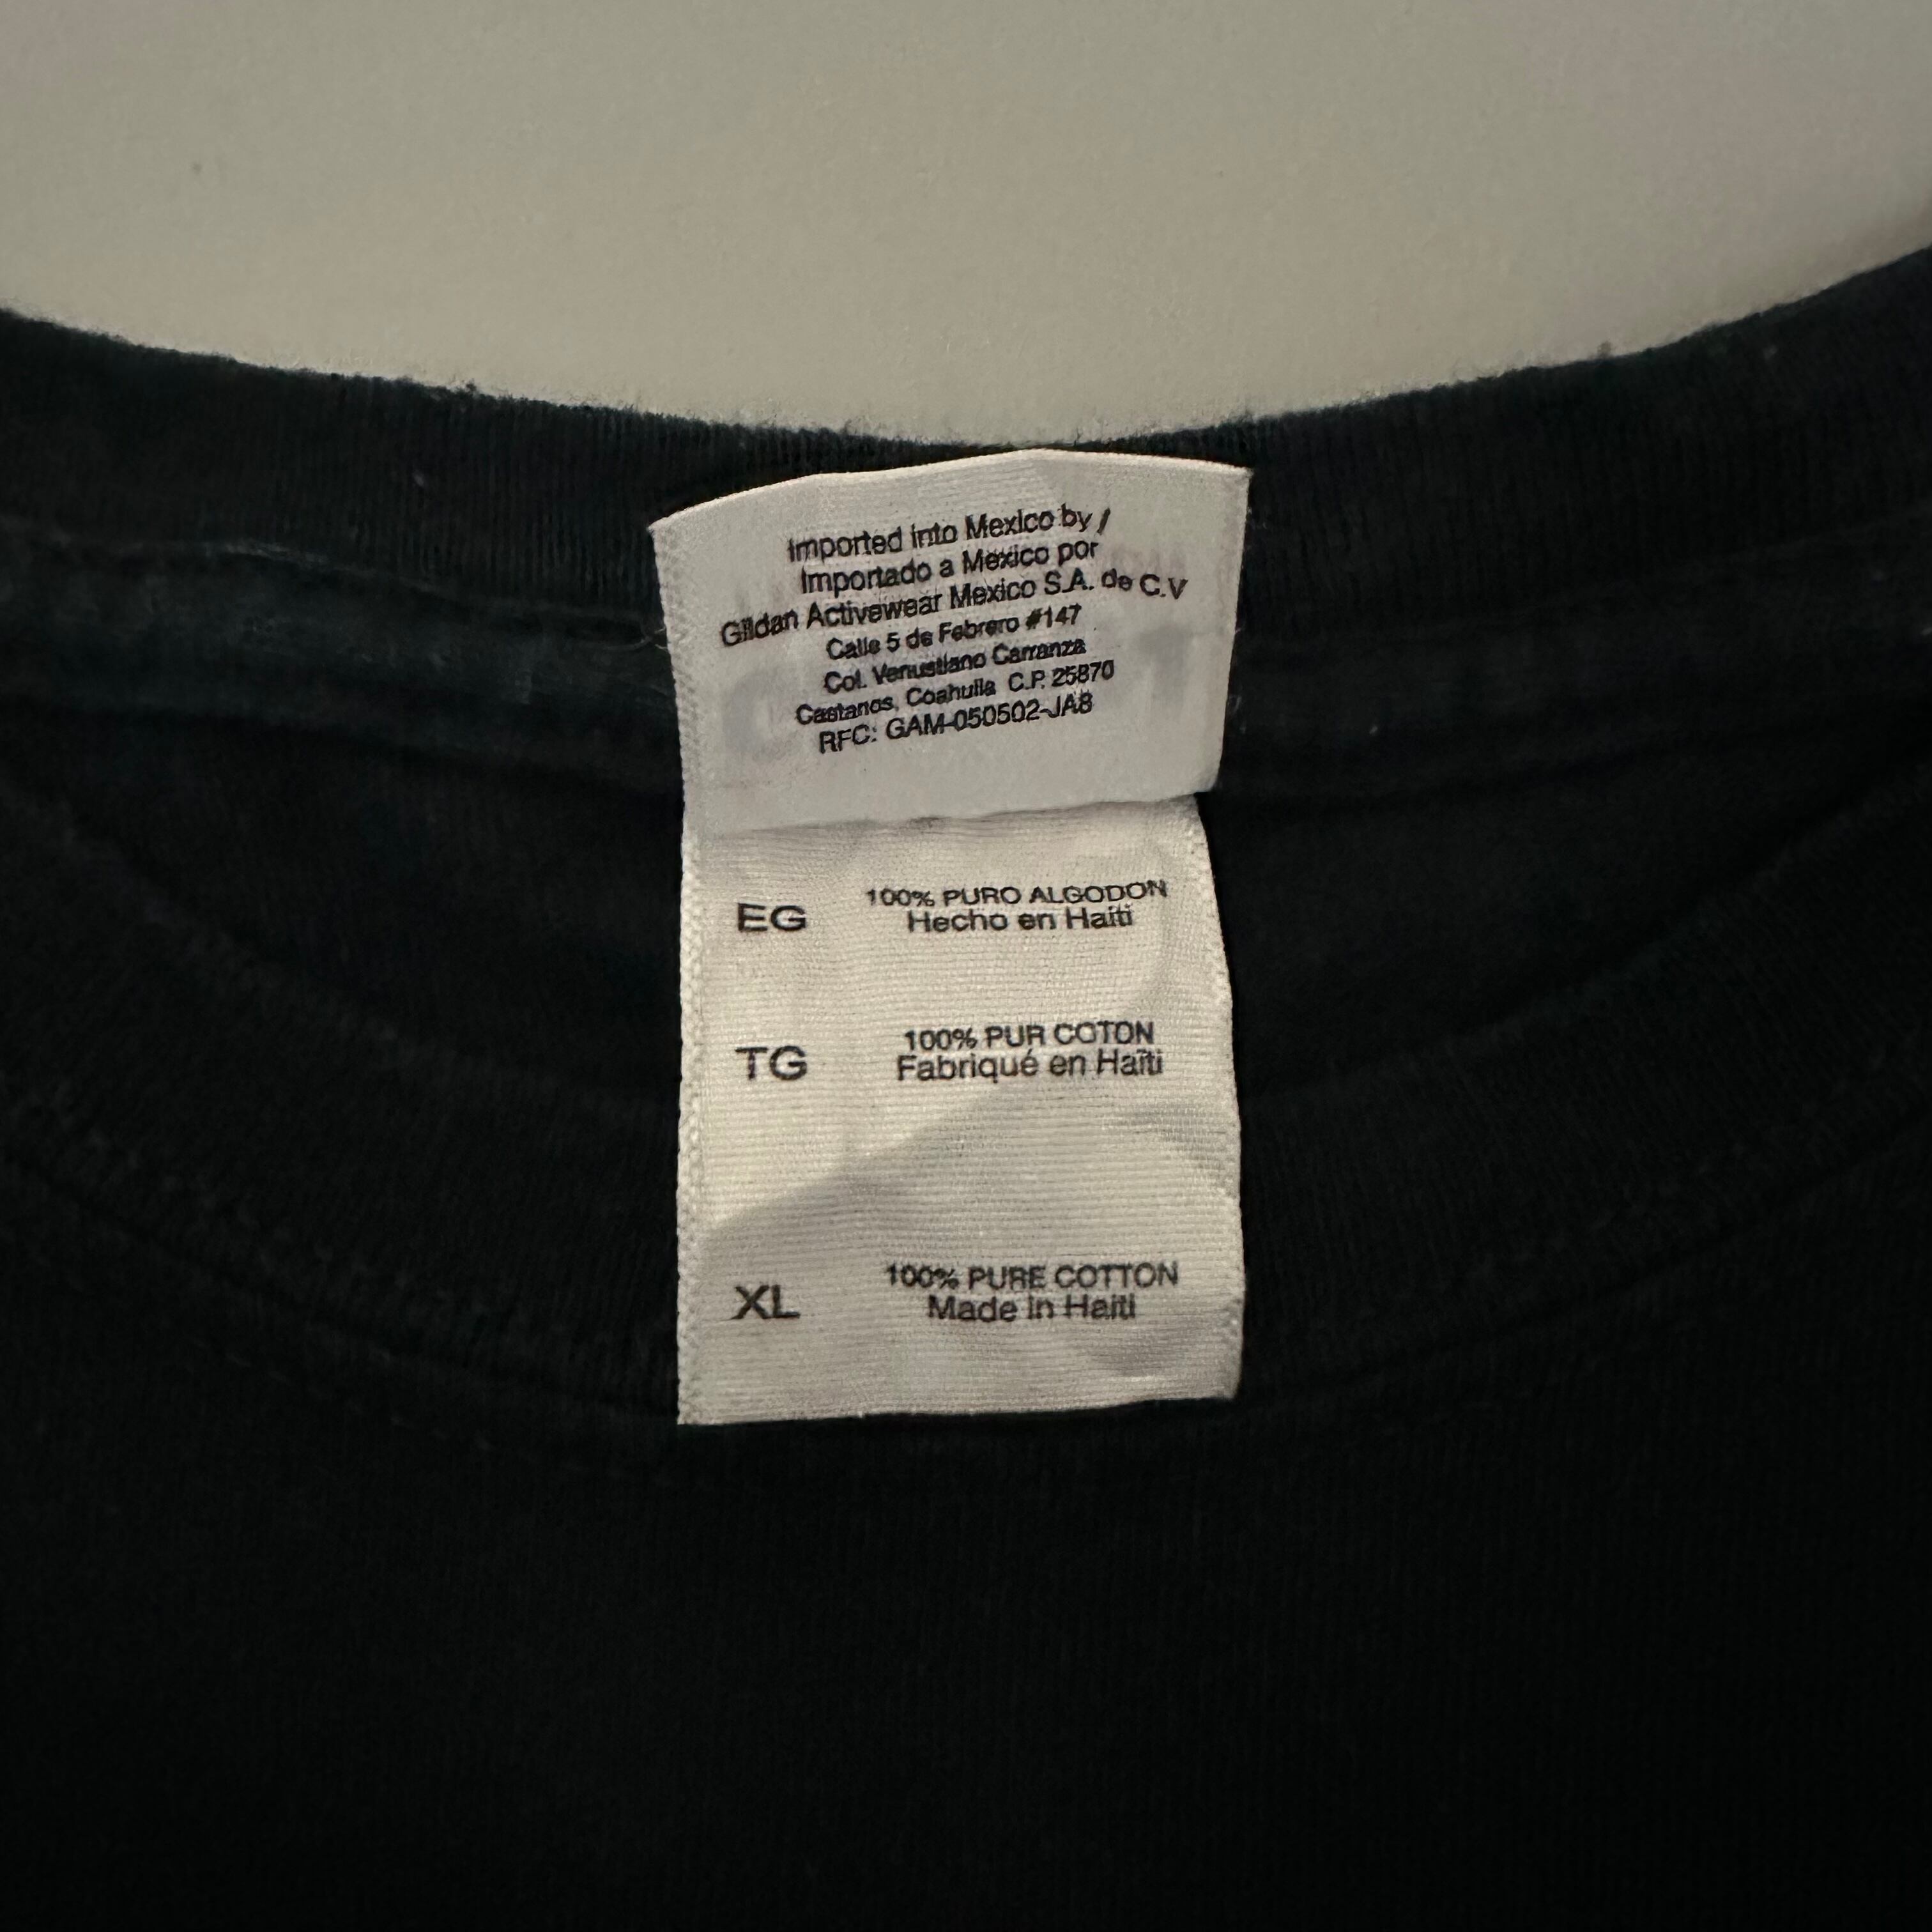 Imported into Mexico by /
Importado a Mexico por
Gildan Activewear Mexico S.A. de C.V
Calle 5 de Febrero #147
Col. Venustiano Carranza
Castanos, Coahuila C.P. 25870
RFC: GAM-050502-JA8
EG 100% PURO ALGODON
Hecho en Haiti
TG 100% PUR COTON
Fabriqué en Haïti
XL 100% PURE COTTON
Made in Haiti